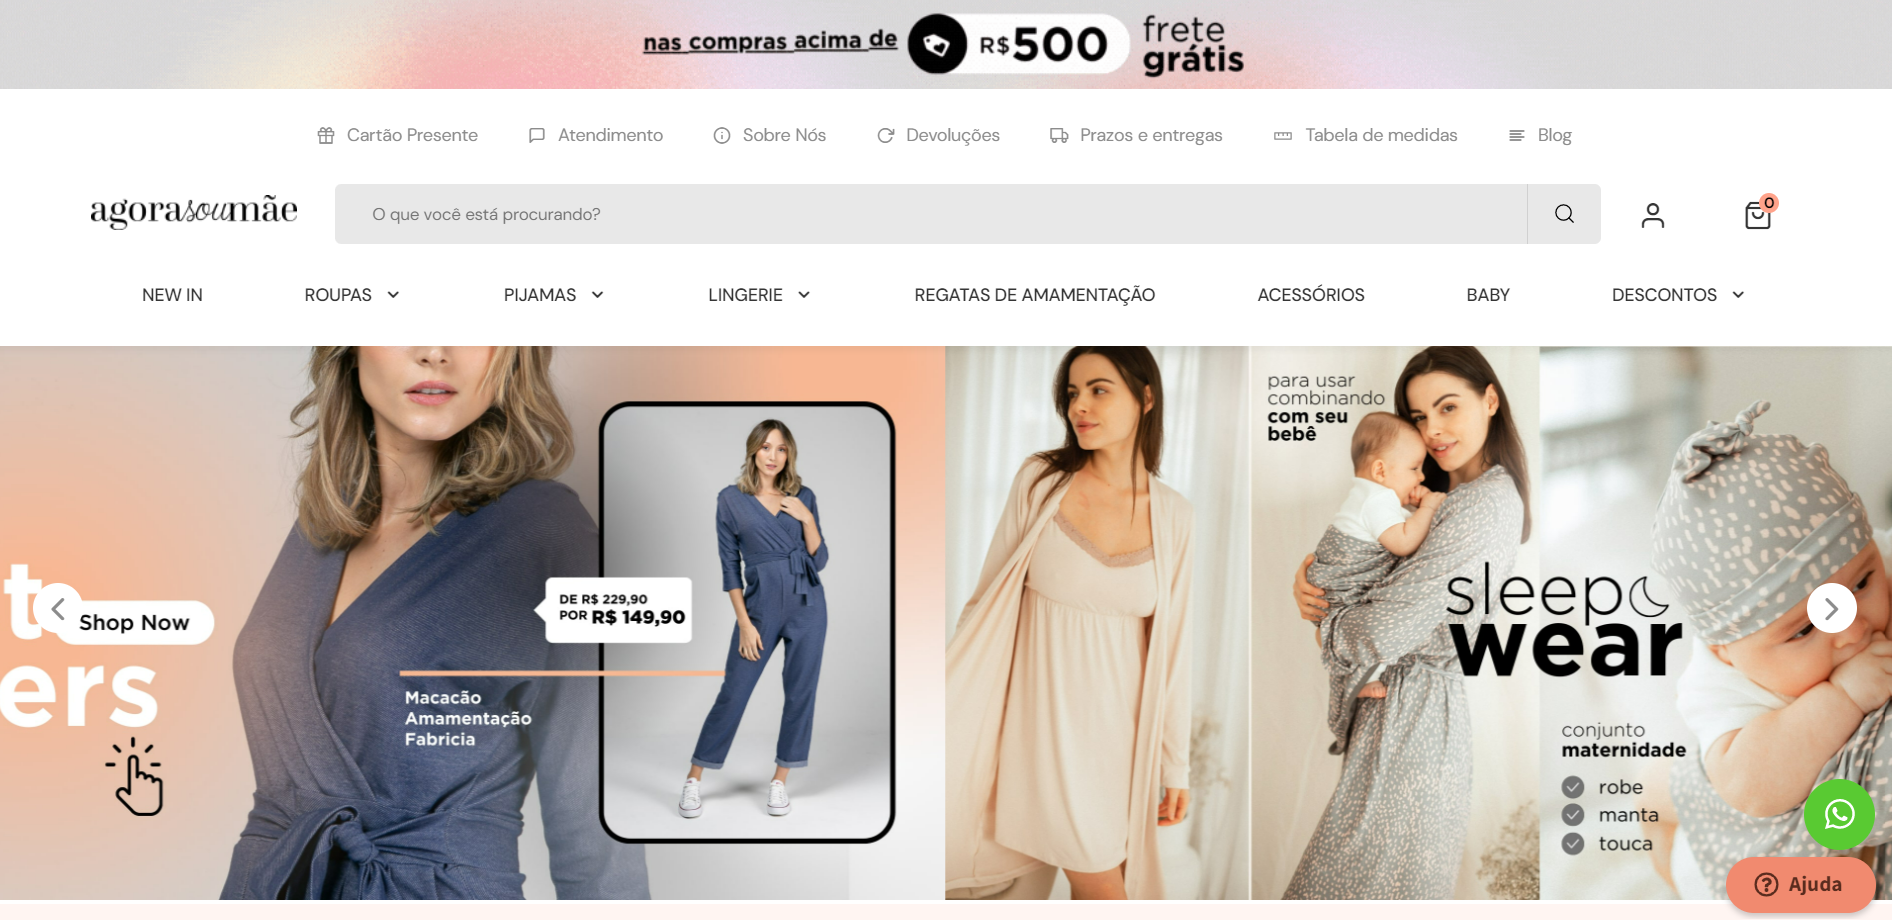 nas compras acima de R$500 frete grátis
Cartão Presente
Atendimento
Sobre Nós
Devoluções
Prazos e entregas
Tabela de medidas
Blog
agorasoumãe
O que você está procurando?
0
NEW IN
ROUPAS
PIJAMAS
LINGERIE
REGATAS DE AMAMENTAÇÃO
ACESSÓRIOS
BABY
DESCONTOS
Shop Now
ers
DE R$ 229,90
POR R$ 149,90
Macacão
Amamentação
Fabricia
para usar
combinando
com seu
bebê
sleep
wear
conjunto
maternidade
robe
manta
touca
Ajuda